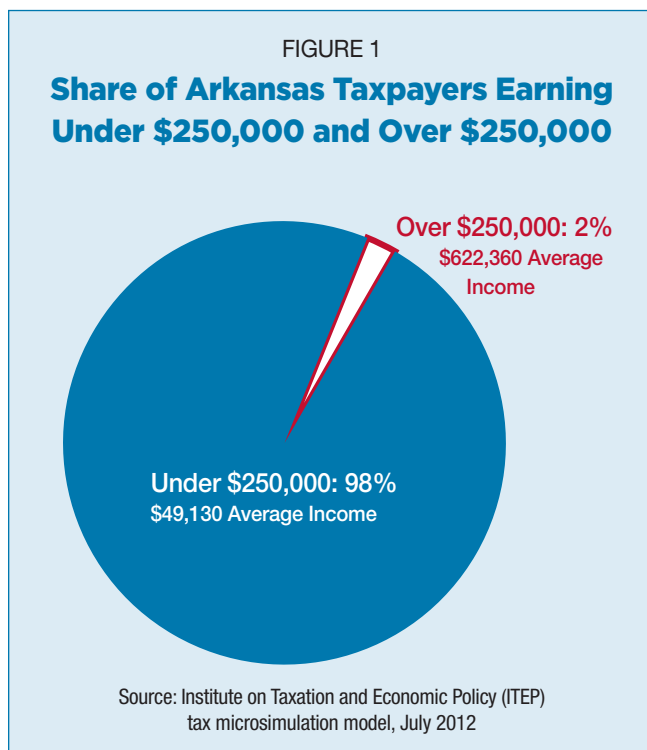 FIGURE 1
Share of Arkansas Taxpayers Earning
Under $250,000 and Over $250,000
Over $250,000: 2%
$622,360 Average
Income
Under $250,000: 98%
$49,130 Average Income
Source: Institute on Taxation and Economic Policy (ITEP)
tax microsimulation model, July 2012